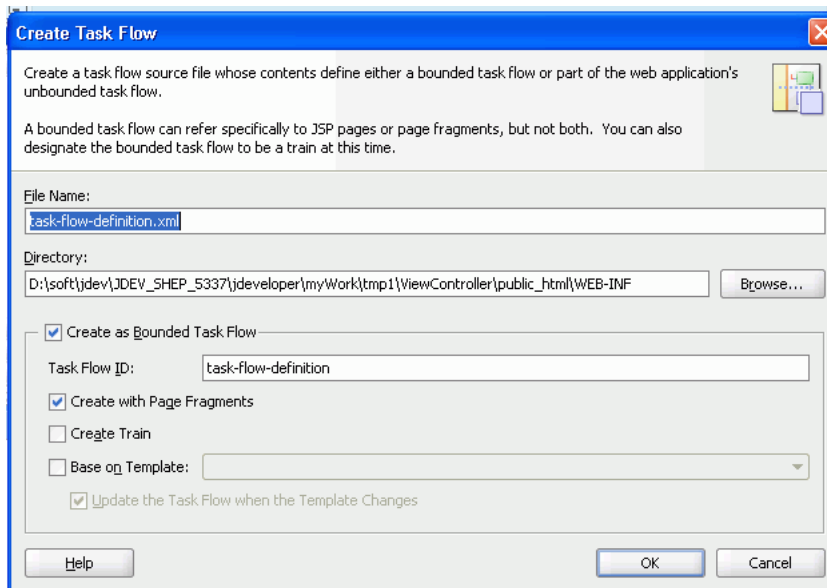 Create Task Flow
Create a task flow source file whose contents define either a bounded task flow or part of the web application's
unbounded task flow.
A bounded task flow can refer specifically to JSP pages or page fragments, but not both. You can also
designate the bounded task flow to be a train at this time.
File Name:
task-flow-definition.xml
Directory:
D:\soft\jdev\JDEV_SHEP_5337\jdeveloper\myWork\tmp1\ViewController\public_html\WEB-INF
Browse...
Create as Bounded Task Flow
Task Flow ID:
task-flow-definition
Create with Page Fragments
Create Train
Base on Template:
Update the Task Flow when the Template Changes
Help
OK
Cancel